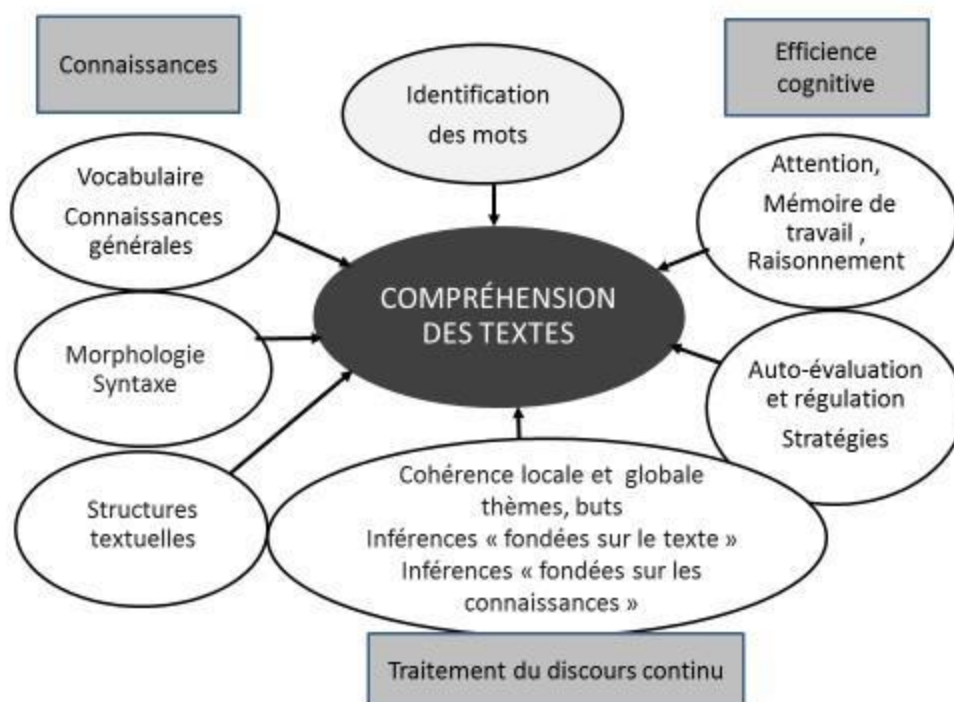 Connaissances
Identification
des mots
Efficience
cognitive
Vocabulaire
Connaissances
générales
Attention,
Mémoire de
travail ,
Raisonnement
COMPRÉHENSION
DES TEXTES
Morphologie
Syntaxe
Auto-évaluation
et régulation
Stratégies
Structures
textuelles
Cohérence locale et globale
thèmes, buts
Inférences « fondées sur le texte »
Inférences « fondées sur les
connaissances »
Traitement du discours continu